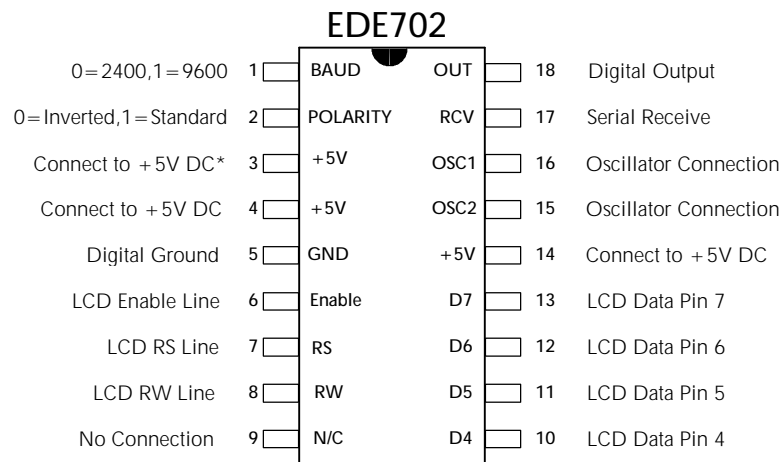 EDE702
0=2400,1=9600 1 BAUD OUT 18 Digital Output
0=Inverted,1=Standard 2 POLARITY RCV 17 Serial Receive
Connect to +5V DC* 3 +5V OSC1 16 Oscillator Connection
Connect to +5V DC 4 +5V OSC2 15 Oscillator Connection
Digital Ground 5 GND +5V 14 Connect to +5V DC
LCD Enable Line 6 Enable D7 13 LCD Data Pin 7
LCD RS Line 7 RS D6 12 LCD Data Pin 6
LCD RW Line 8 RW D5 11 LCD Data Pin 5
No Connection 9 N/C D4 10 LCD Data Pin 4